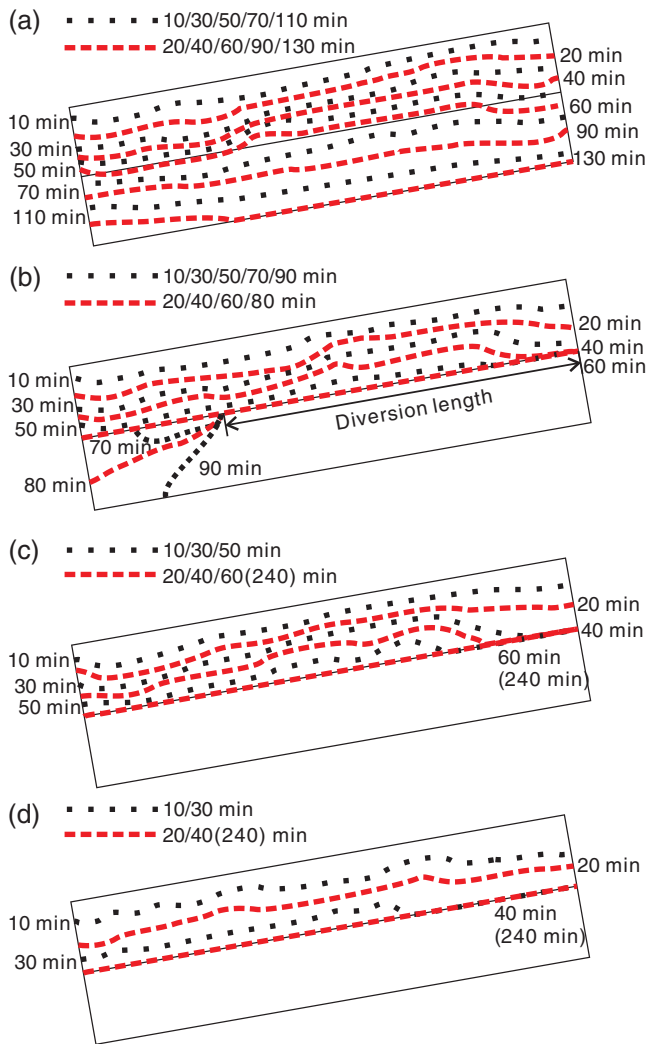 (a)
10/30/50/70/110 min
20/40/60/90/130 min
20 min
40 min
60 min
90 min
130 min
10 min
30 min
50 min
70 min
110 min
(b)
10/30/50/70/90 min
20/40/60/80 min
20 min
40 min
60 min
10 min
30 min
50 min
70 min
80 min
90 min
Diversion length
(c)
10/30/50 min
20/40/60(240) min
20 min
40 min
10 min
30 min
50 min
60 min
(240 min)
(d)
10/30 min
20/40(240) min
20 min
10 min
30 min
40 min
(240 min)